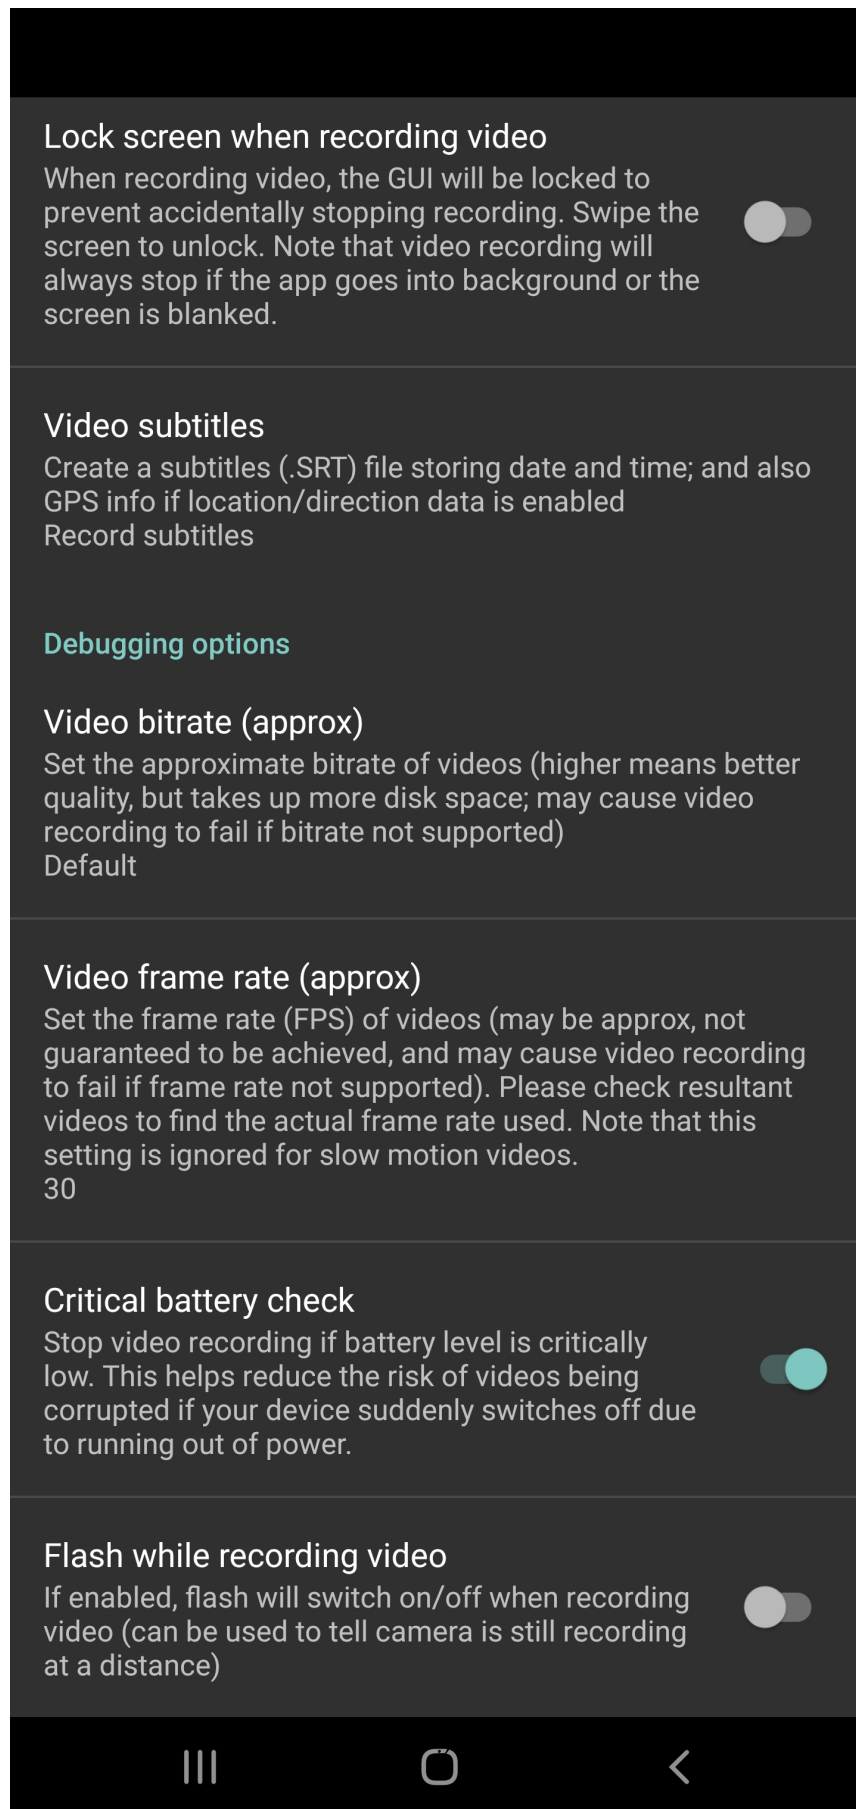 Lock screen when recording video
When recording video, the GUI will be locked to
prevent accidentally stopping recording. Swipe the
screen to unlock. Note that video recording will
always stop if the app goes into background or the
screen is blanked.
Video subtitles
Create a subtitles (.SRT) file storing date and time; and also
GPS info if location/direction data is enabled
Record subtitles
Debugging options
Video bitrate (approx)
Set the approximate bitrate of videos (higher means better
quality, but takes up more disk space; may cause video
recording to fail if bitrate not supported)
Default
Video frame rate (approx)
Set the frame rate (FPS) of videos (may be approx, not
guaranteed to be achieved, and may cause video recording
to fail if frame rate not supported). Please check resultant
videos to find the actual frame rate used. Note that this
setting is ignored for slow motion videos.
30
Critical battery check
Stop video recording if battery level is critically
low. This helps reduce the risk of videos being
corrupted if your device suddenly switches off due
to running out of power.
Flash while recording video
If enabled, flash will switch on/off when recording
video (can be used to tell camera is still recording
at a distance)